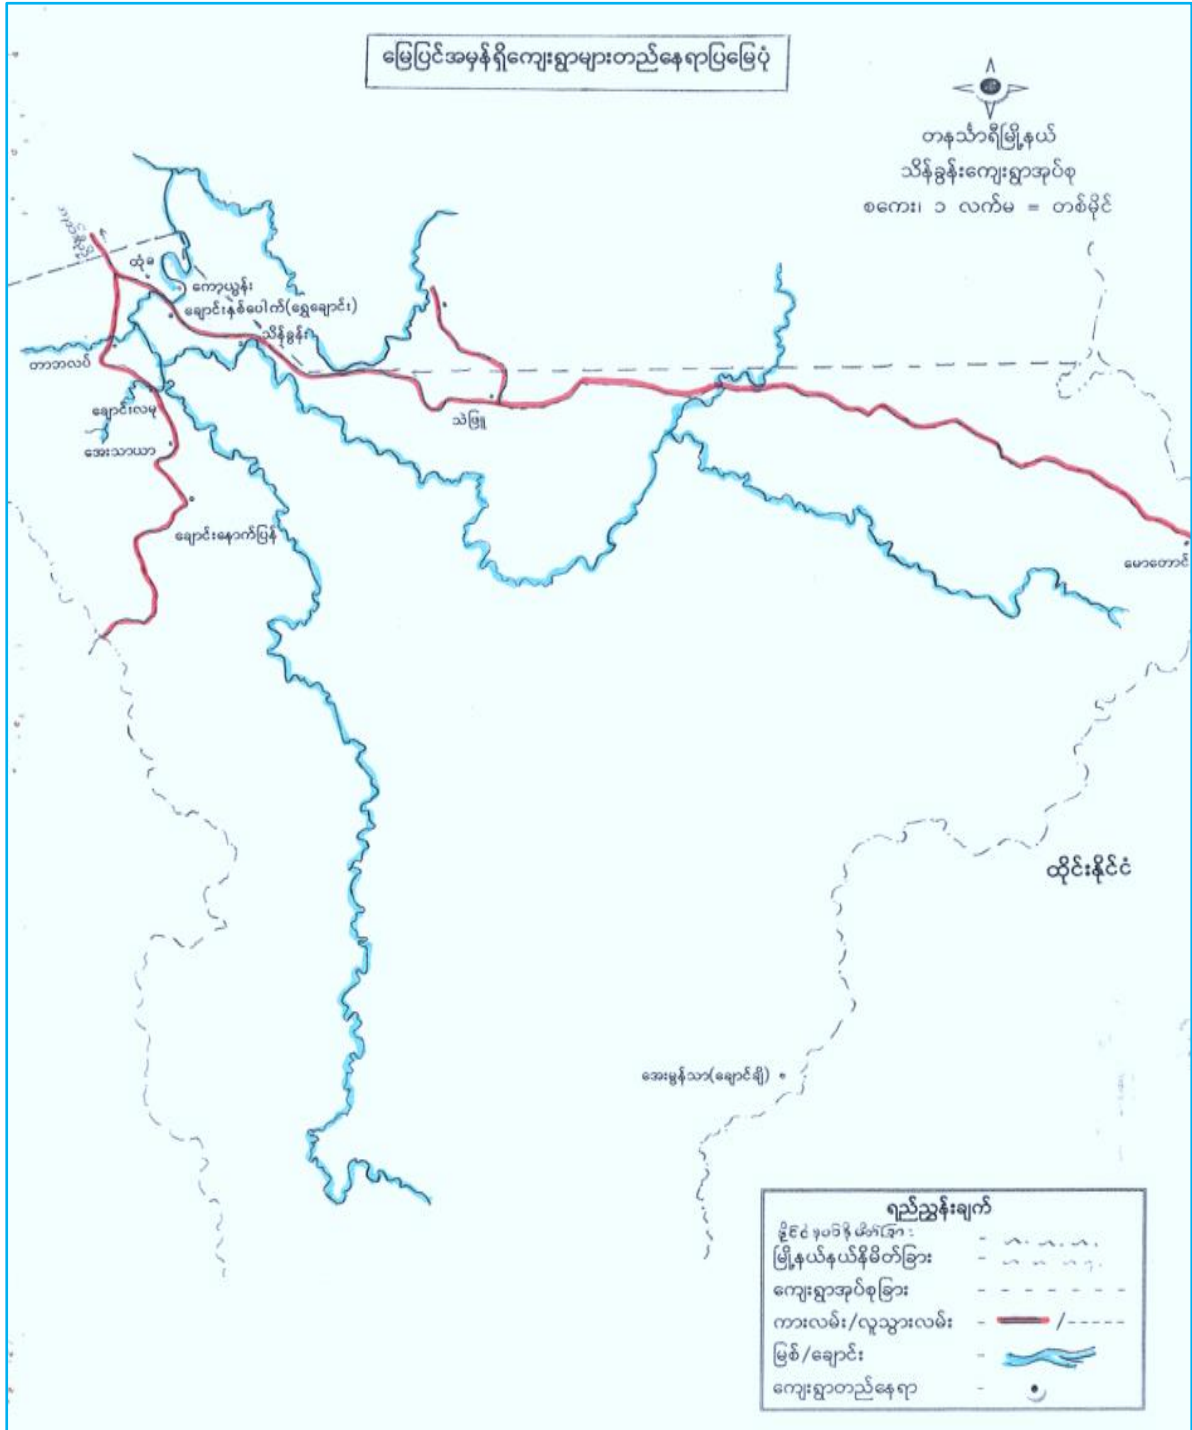 မြေပြင်အမှန်ရှိကျေးရွာများတည်နေရာပြမြေပုံ
တနင်္သာရီမြို့နယ်
သိန်ခွန်းကျေးရွာအုပ်စု
စကေး၊ ၁ လက်မ = တစ်မိုင်
ထုံခ
ကော့ယွန်း
ချောင်းနှစ်ပေါက်(ရွှေချောင်း)
သိန်ခွန်း
တာဘလပ်
ချောင်းလမု
သဲဖြူ
အေးသာယာ
ချောင်းနောက်ပြန်
မောတောင်
ထိုင်းနိုင်ငံ
အေးမွန်သာ(ချောင်ချီ)
ရည်ညွှန်းချက်
မြို့နယ်နယ်နိမိတ်ခြား -
ကျေးရွာအုပ်စုခြား -
ကားလမ်း/လူသွားလမ်း - /
မြစ်/ချောင်း -
ကျေးရွာတည်နေရာ -